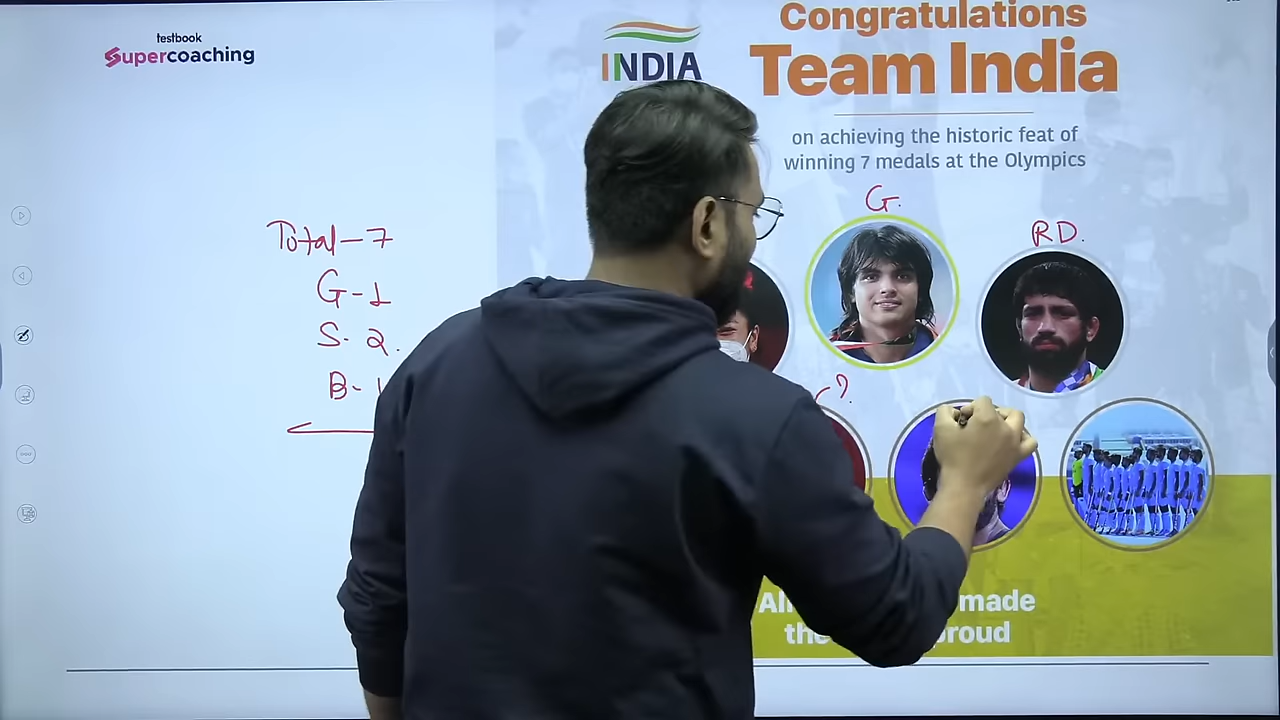 testbook
Supercoaching
INDIA
Congratulations
Team India
on achieving the historic feat of
winning 7 medals at the Olympics
G.
RD.
Total-7
G-1
S-2.
B-
?
made
proud